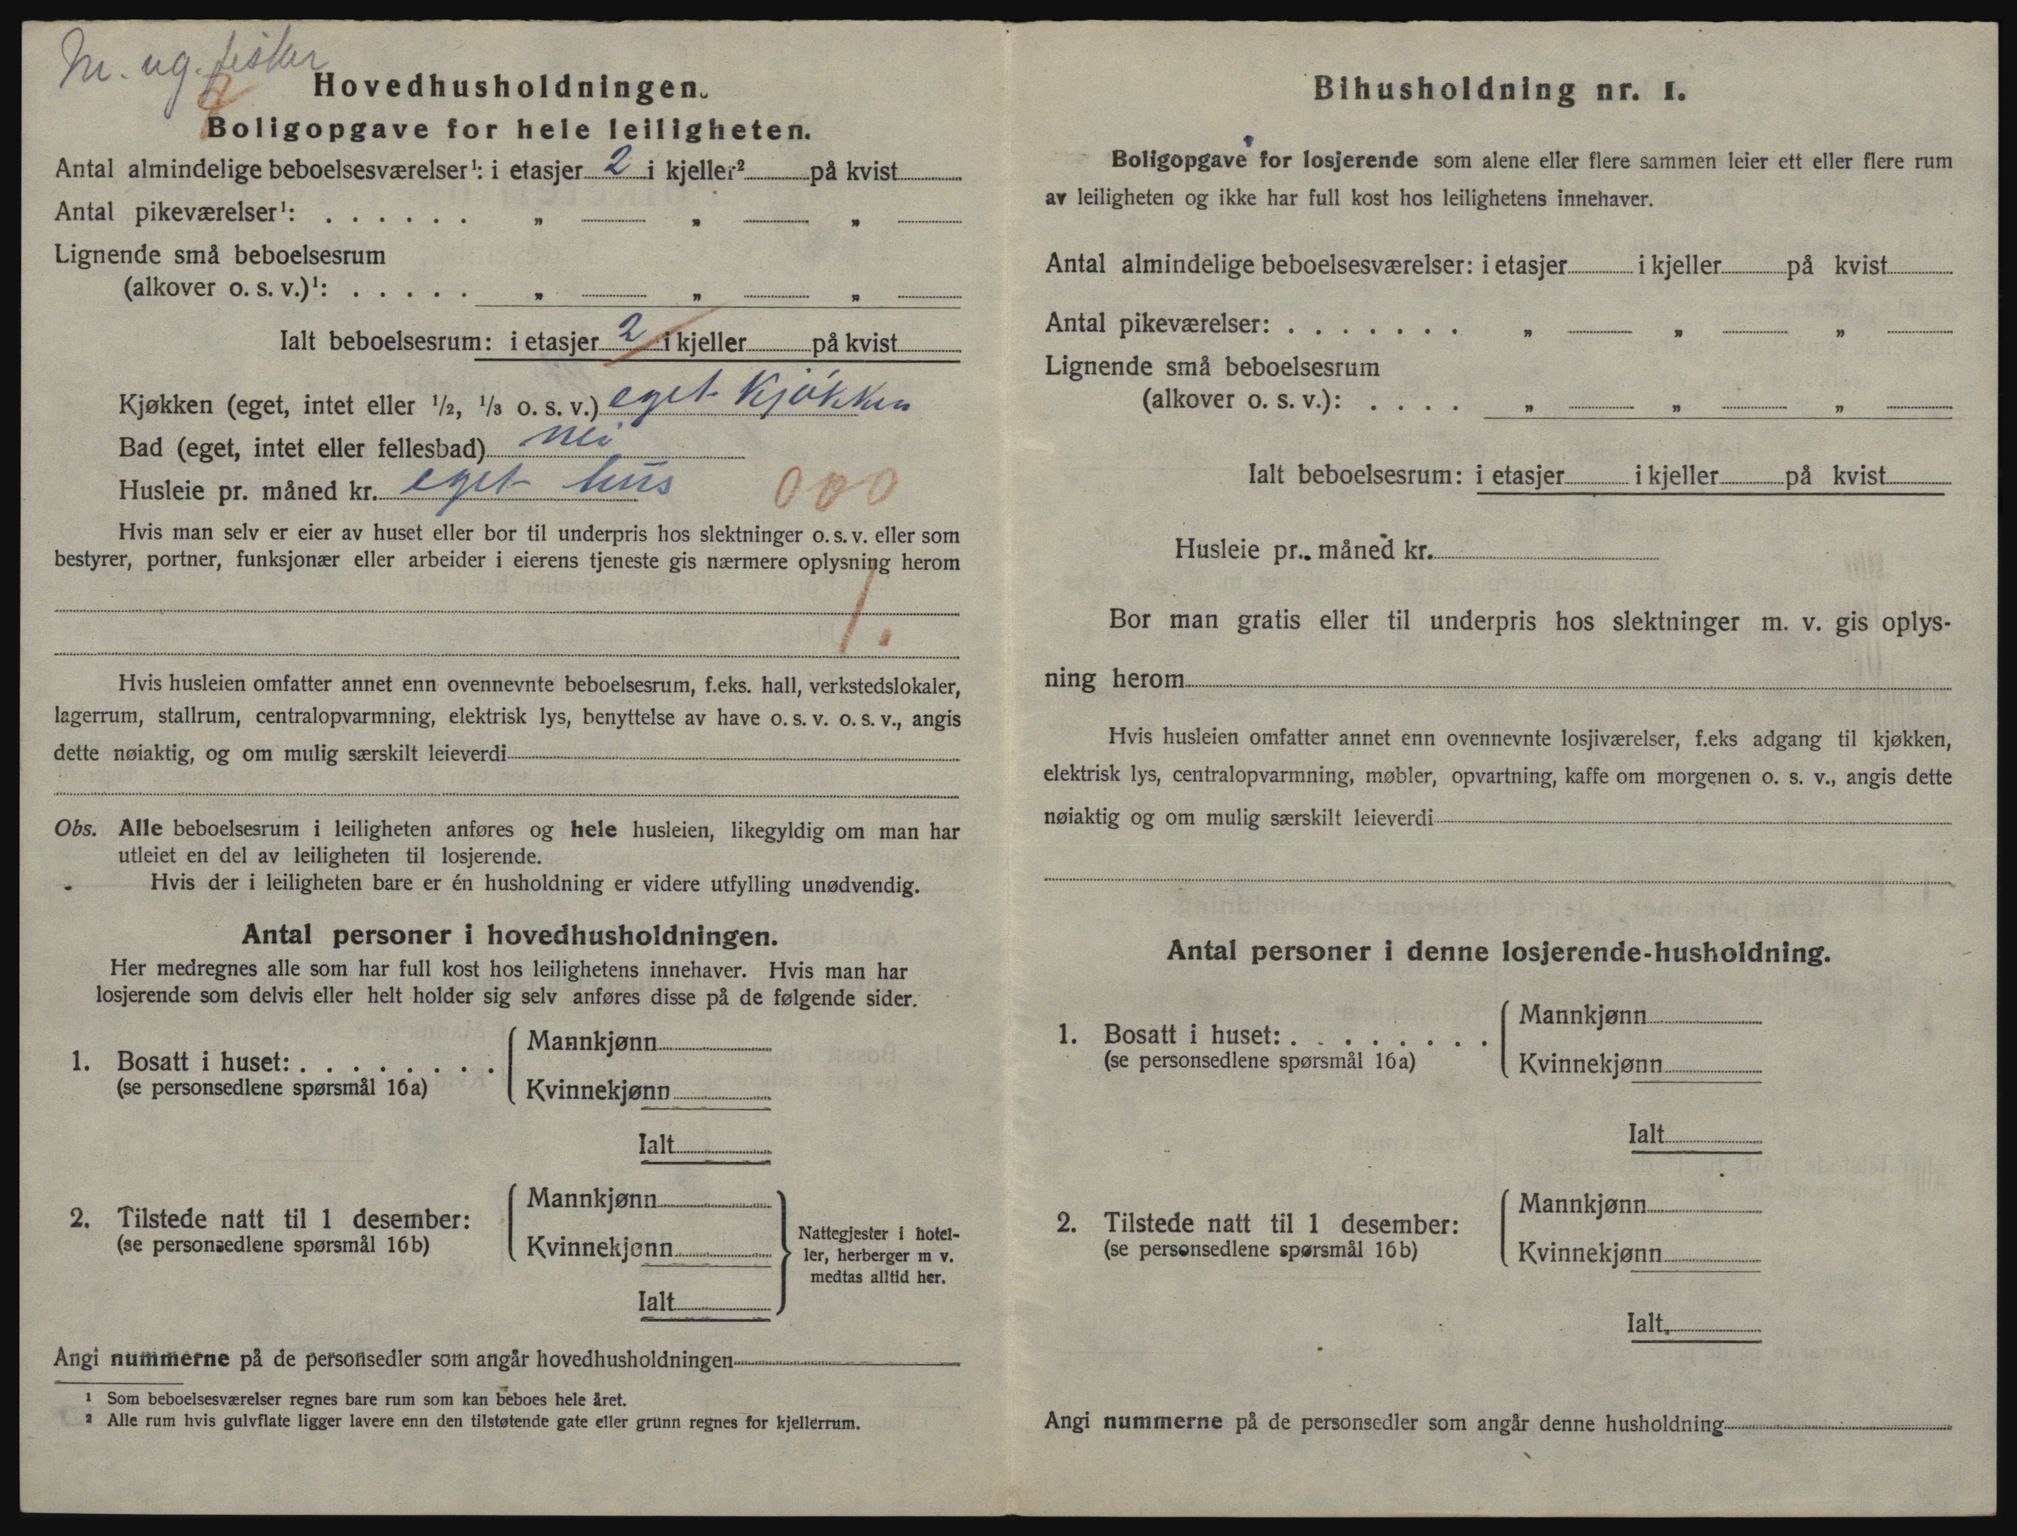 M. ug. fisker
Hovedhusholdningen.
Boligopgave for hele leiligheten.
Antal almindelige beboelsesværelser¹: i etasjer 2 i kjeller² på kvist
Antal pikeværelser¹: . . . . . . „ „ „
Lignende små beboelsesrum
(alkover o. s. v.)¹: . . . . . „ „ „
Ialt beboelsesrum: i etasjer 2 i kjeller på kvist
Kjøkken (eget, intet eller 1/2, 1/3 o. s. v.) eget kjøkken
Bad (eget, intet eller fellesbad) nei
Husleie pr. måned kr. eget hus 000
Hvis man selv er eier av huset eller bor til underpris hos slektninger o. s. v. eller som
bestyrer, portner, funksjonær eller arbeider i eierens tjeneste gis nærmere oplysning herom
1.
Hvis husleien omfatter annet enn ovennevnte beboelsesrum, f.eks. hall, verkstedslokaler,
lagerrum, stallrum, centralopvarmning, elektrisk lys, benyttelse av have o. s. v. o. s. v., angis
dette nøiaktig, og om mulig særskilt leieverdi
Obs. Alle beboelsesrum i leiligheten anføres og hele husleien, likegyldig om man har
utleiet en del av leiligheten til losjerende.
Hvis der i leiligheten bare er én husholdning er videre utfylling unødvendig.
Antal personer i hovedhusholdningen.
Her medregnes alle som har full kost hos leilighetens innehaver. Hvis man har
losjerende som delvis eller helt holder sig selv anføres disse på de følgende sider.
1. Bosatt i huset: . . . . . . . . Mannkjønn
(se personsedlene spørsmål 16a) Kvinnekjønn
Ialt
2. Tilstede natt til 1 desember: Mannkjønn
(se personsedlene spørsmål 16b) Kvinnekjønn
Ialt
Nattegjester i hotel-
ler, herberger m v.
medtas alltid her.
Angi nummerne på de personsedler som angår hovedhusholdningen
¹ Som beboelsesværelser regnes bare rum som kan beboes hele året.
² Alle rum hvis gulvflate ligger lavere enn den tilstøtende gate eller grunn regnes for kjellerrum.
Bihusholdning nr. 1.
Boligopgave for losjerende som alene eller flere sammen leier ett eller flere rum
av leiligheten og ikke har full kost hos leilighetens innehaver.
Antal almindelige beboelsesværelser: i etasjer i kjeller på kvist
Antal pikeværelser: . . . . . . . „ „ „
Lignende små beboelsesrum
(alkover o. s. v.): . . . . „ „ „
Ialt beboelsesrum: i etasjer i kjeller på kvist
Husleie pr. måned kr.
Bor man gratis eller til underpris hos slektninger m. v. gis oplys-
ning herom
Hvis husleien omfatter annet enn ovennevnte losjiværelser, f.eks adgang til kjøkken,
elektrisk lys, centralopvarmning, møbler, opvartning, kaffe om morgenen o. s. v., angis dette
nøiaktig og om mulig særskilt leieverdi
Antal personer i denne losjerende-husholdning.
1. Bosatt i huset: . . . . . . . . Mannkjønn
(se personsedlene spørsmål 16a) Kvinnekjønn
Ialt
2. Tilstede natt til 1 desember: Mannkjønn
(se personsedlene spørsmål 16b) Kvinnekjønn
Ialt
Angi nummerne på de personsedler som angår denne husholdning